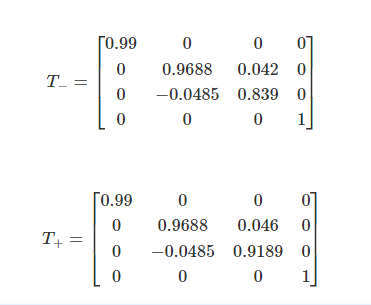 0.99 0 0 0
0 0.9688 0.042 0
T_- =
0 −0.0485 0.839 0
0 0 0 1
0.99 0 0 0
0 0.9688 0.046 0
T_+ =
0 −0.0485 0.9189 0
0 0 0 1